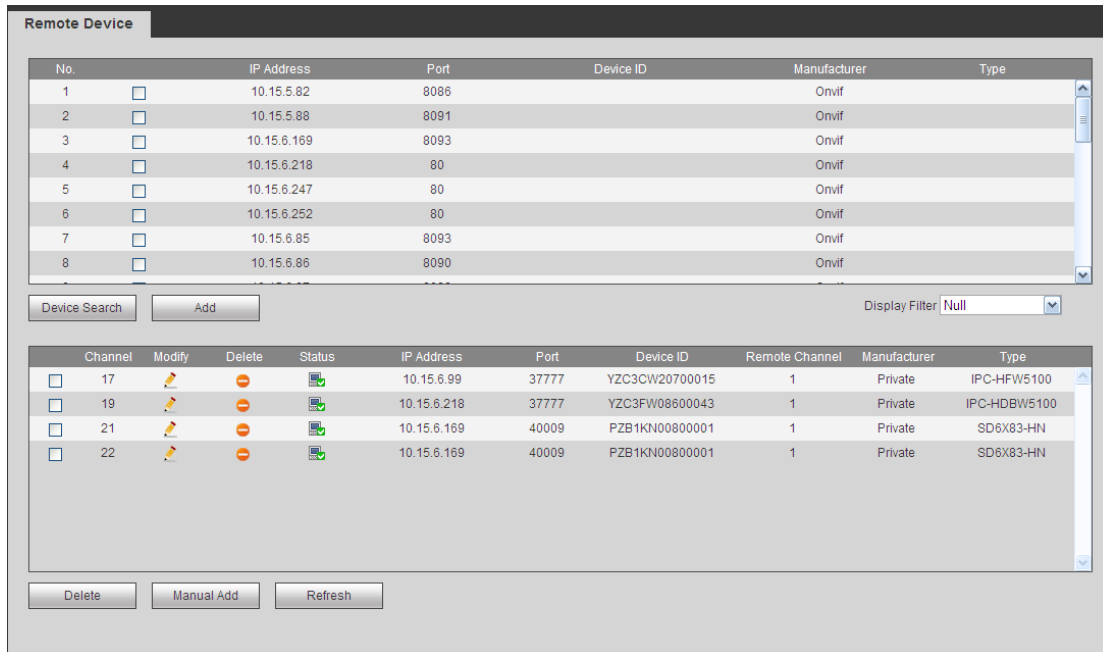 Remote Device
No. IP Address Port Device ID Manufacturer Type
1 10.15.5.82 8086 Onvif
2 10.15.5.88 8091 Onvif
3 10.15.6.169 8093 Onvif
4 10.15.6.218 80 Onvif
5 10.15.6.247 80 Onvif
6 10.15.6.252 80 Onvif
7 10.15.6.85 8093 Onvif
8 10.15.6.86 8090 Onvif
Device Search Add Display Filter Null
Channel Modify Delete Status IP Address Port Device ID Remote Channel Manufacturer Type
17 10.15.6.99 37777 YZC3CW20700015 1 Private IPC-HFW5100
19 10.15.6.218 37777 YZC3FW08600043 1 Private IPC-HDBW5100
21 10.15.6.169 40009 PZB1KN00800001 1 Private SD6X83-HN
22 10.15.6.169 40009 PZB1KN00800001 1 Private SD6X83-HN
Delete Manual Add Refresh